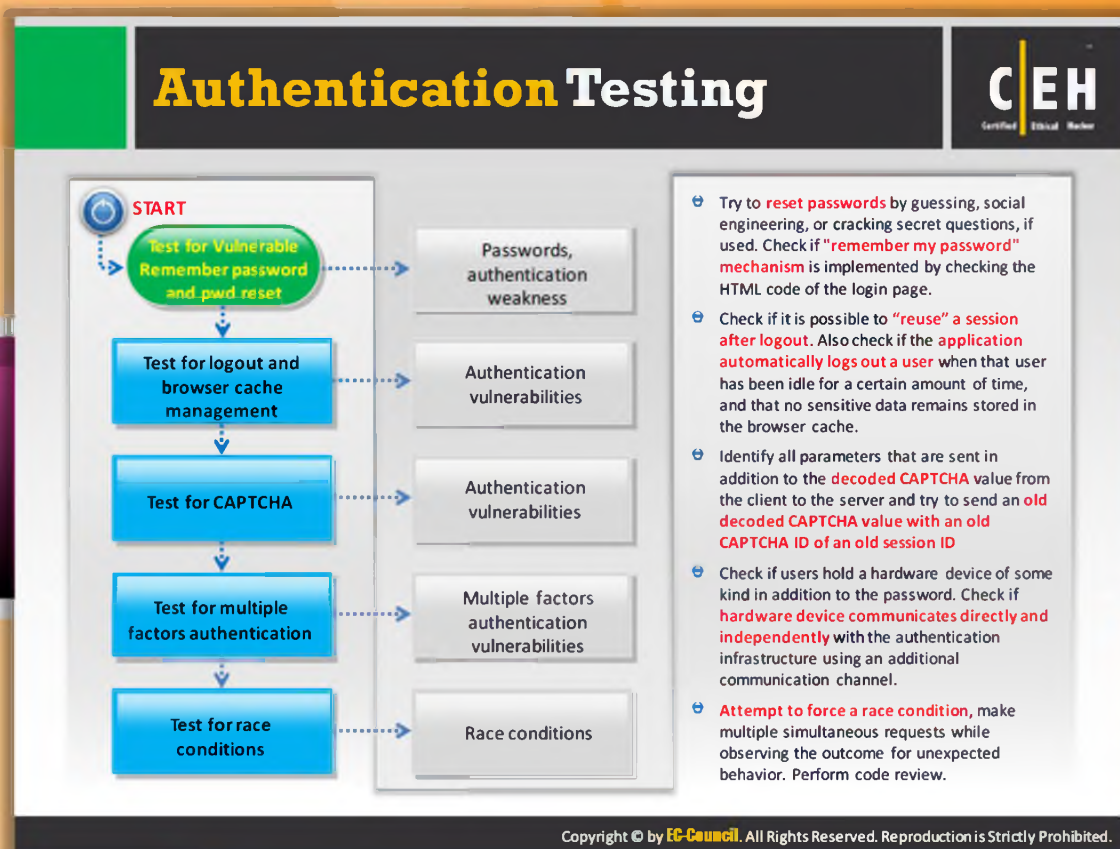 Authentication Testing
C EH
Certified Ethical Hacker
START
Test for Vulnerable
Remember password
and pwd reset
Passwords,
authentication
weakness
Test for logout and
browser cache
management
Authentication
vulnerabilities
Test for CAPTCHA
Authentication
vulnerabilities
Test for multiple
factors authentication
Multiple factors
authentication
vulnerabilities
Test for race
conditions
Race conditions
Try to reset passwords by guessing, social
engineering, or cracking secret questions, if
used. Check if "remember my password"
mechanism is implemented by checking the
HTML code of the login page.
Check if it is possible to “reuse” a session
after logout. Also check if the application
automatically logs out a user when that user
has been idle for a certain amount of time,
and that no sensitive data remains stored in
the browser cache.
Identify all parameters that are sent in
addition to the decoded CAPTCHA value from
the client to the server and try to send an old
decoded CAPTCHA value with an old
CAPTCHA ID of an old session ID
Check if users hold a hardware device of some
kind in addition to the password. Check if
hardware device communicates directly and
independently with the authentication
infrastructure using an additional
communication channel.
Attempt to force a race condition, make
multiple simultaneous requests while
observing the outcome for unexpected
behavior. Perform code review.
Copyright © by EC-Council. All Rights Reserved. Reproduction is Strictly Prohibited.